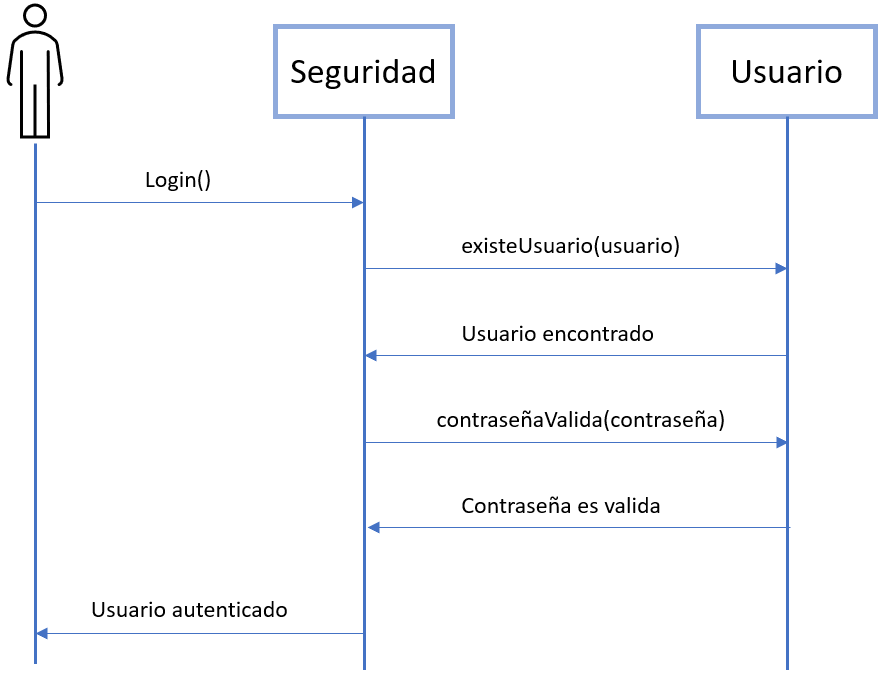 Seguridad
Usuario
Login()
existeUsuario(usuario)
Usuario encontrado
contraseñaValida(contraseña)
Contraseña es valida
Usuario autenticado